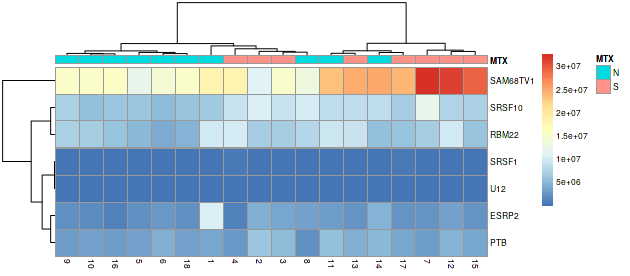 MTX
SAM68TV1
SRSF10
RBM22
SRSF1
U12
ESRP2
PTB
9 10 16 5 6 18 1 4 2 3 8 11 13 14 17 7 12 15
3e+07
2.5e+07
2e+07
1.5e+07
1e+07
5e+06
MTX
N
S